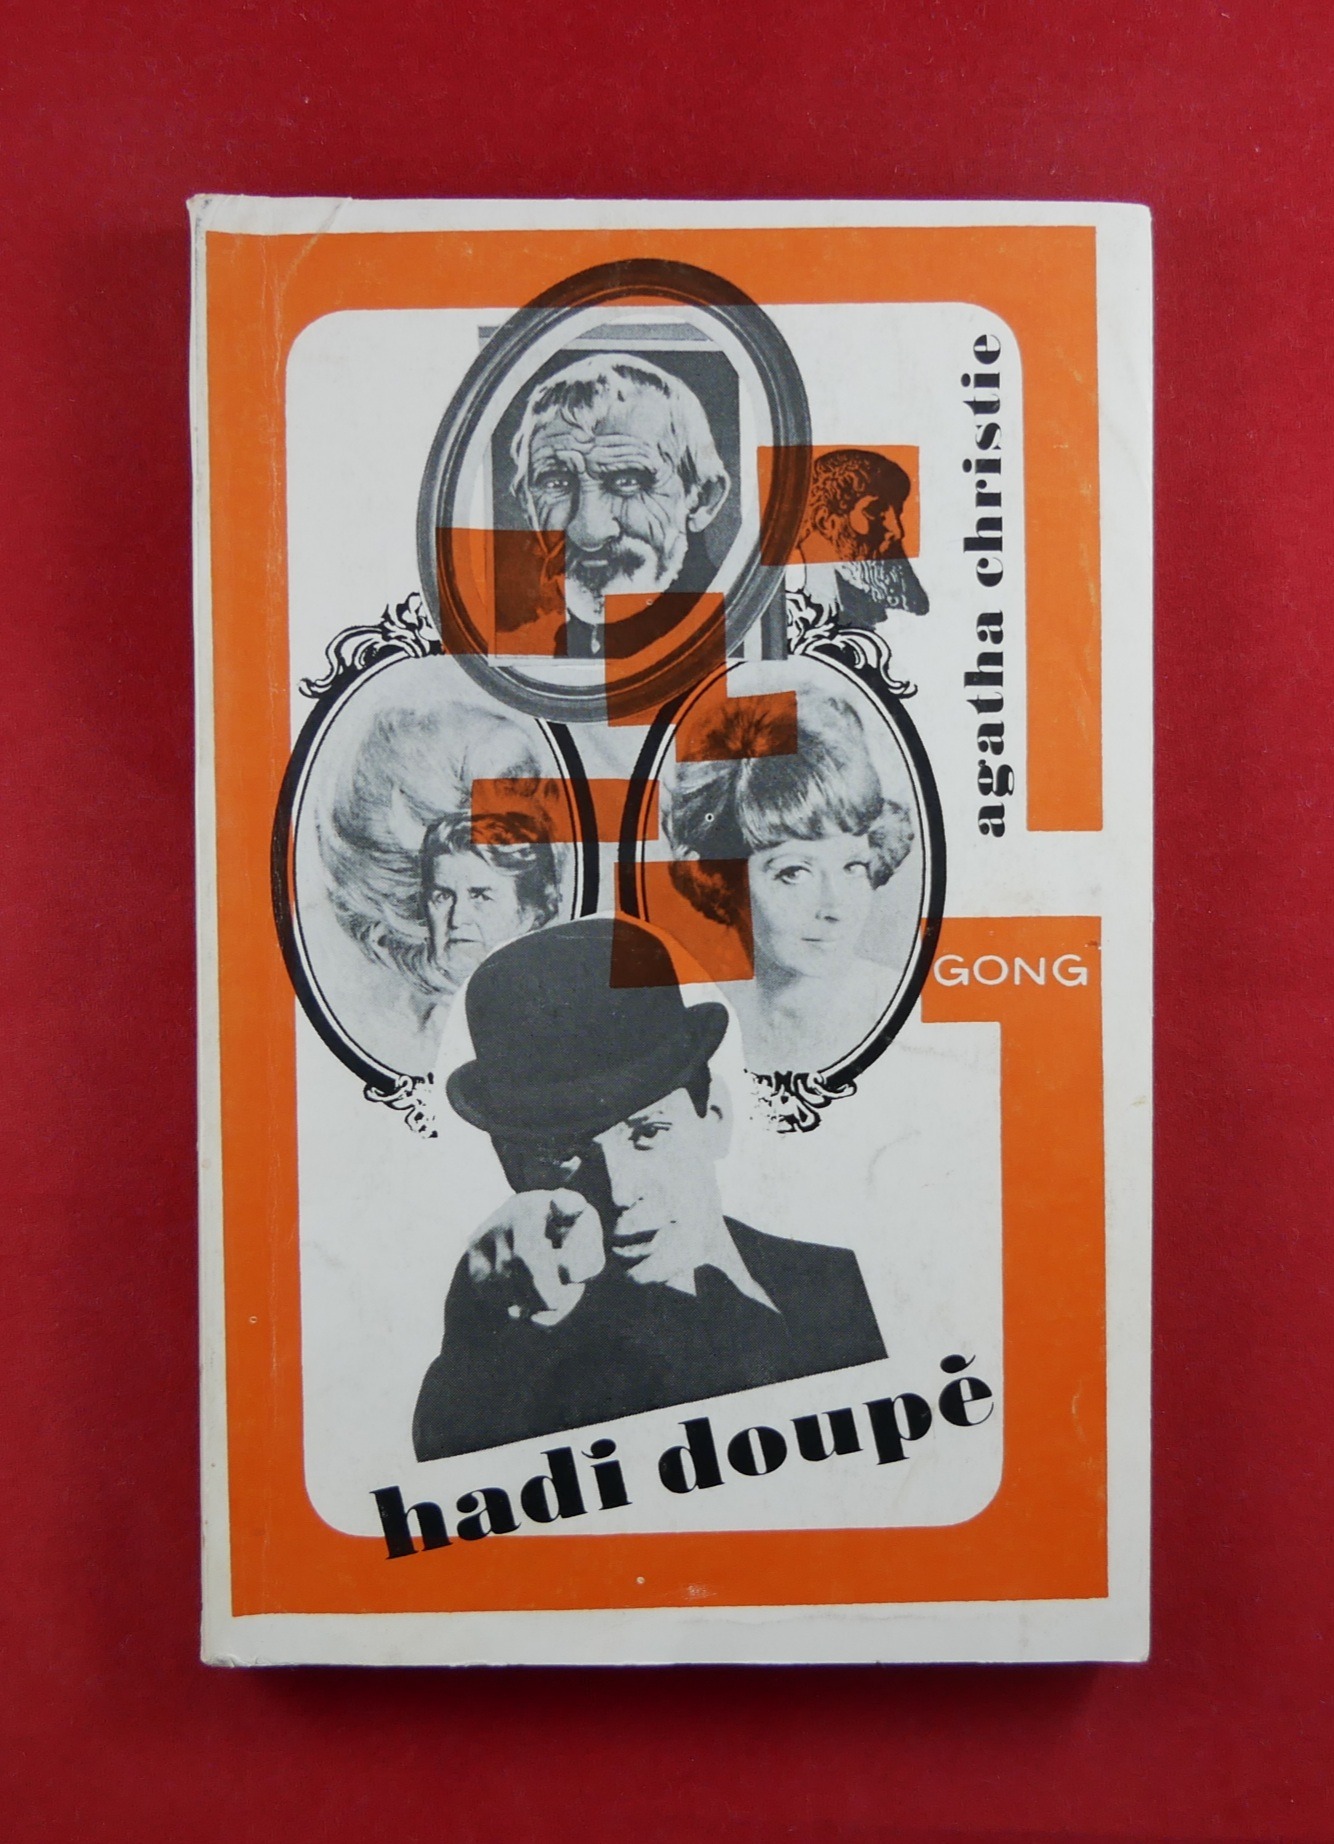 agatha christie
GONG
hadí doupě